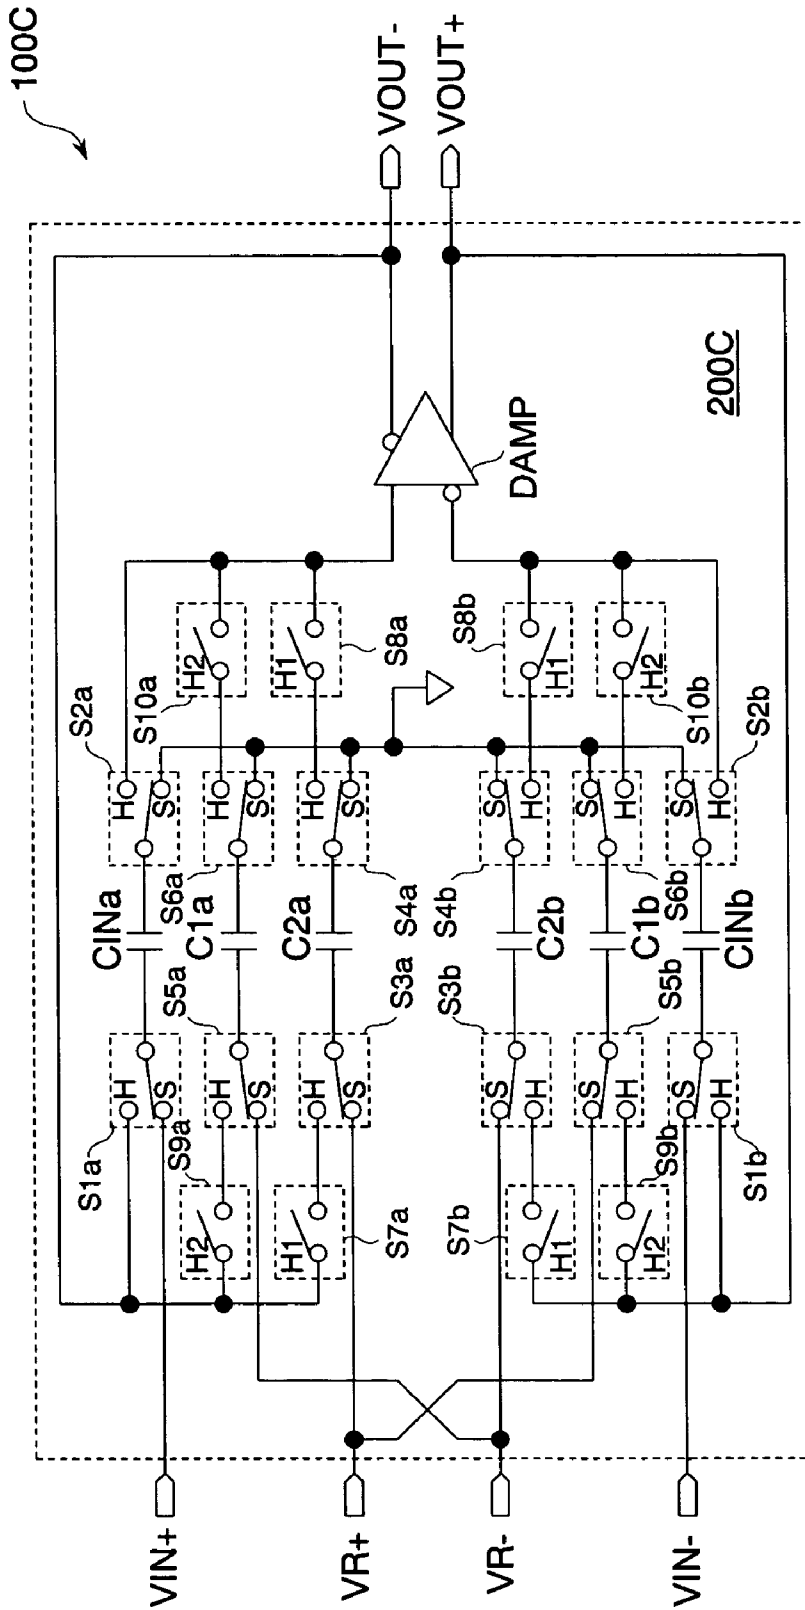 100C
VOUT-
VOUT+
200C
DAMP
S2a
S10a
H2
H1
S8a
S8b
H1
H2
S10b
S2b
H
S
CINa
S6a
H
S
C1a
H
S
C2a
S4a
S4b
S
H
C2b
S
H
S6b
C1b
S
H
CINb
S1a
H
S
S5a
H
S
S3a
H
S
S3b
S
H
S5b
S
H
S
H
S1b
S9a
H2
H1
S7a
S7b
H1
H2
S9b
VIN+
VR+
VR-
VIN-